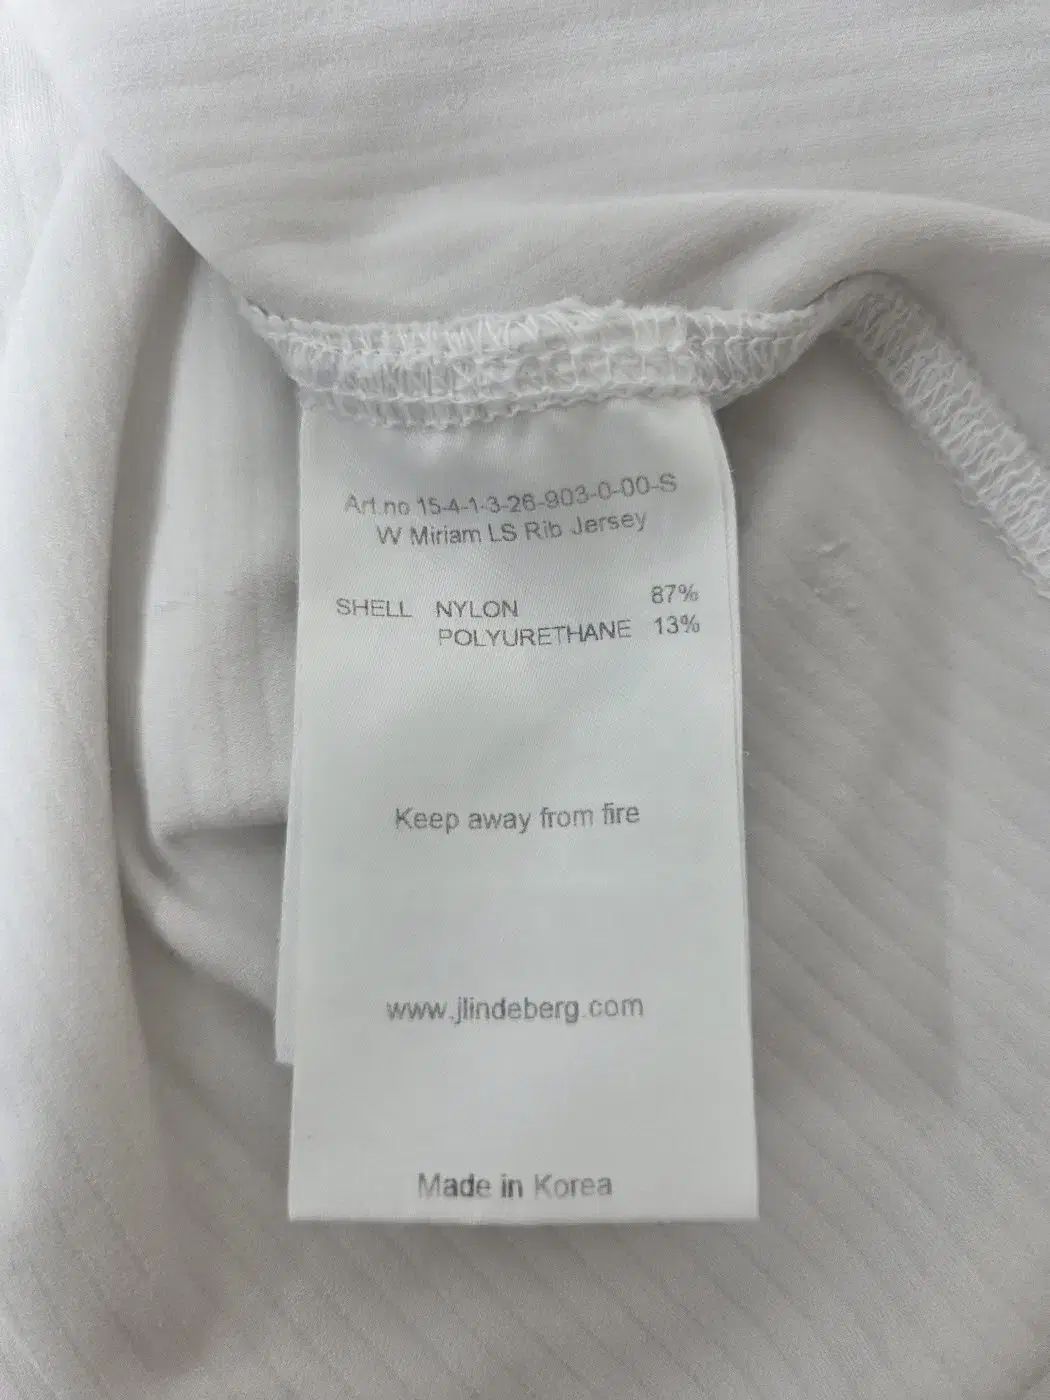 Art.no 15-4-1-3-26-903-0-00-S
W Miriam LS Rib Jersey
SHELL NYLON 87%
POLYURETHANE 13%
Keep away from fire
www.jlindeberg.com
Made in Korea